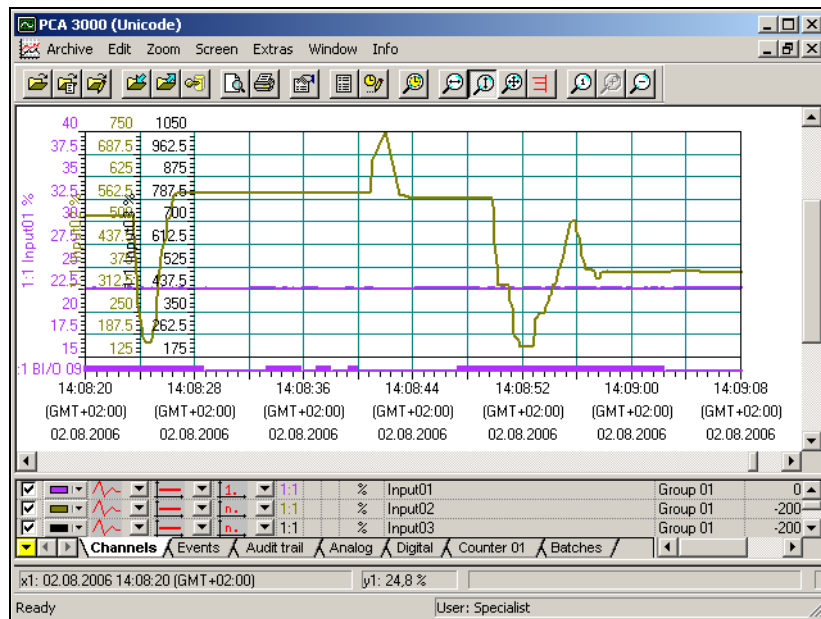 PCA 3000 (Unicode)
Archive Edit Zoom Screen Extras Window Info
40 750 1050
37.5 687.5 962.5
35 625 875
32.5 562.5 787.5
30 500 700
27.5 437.5 612.5
25 375 525
22.5 312.5 437.5
20 250 350
17.5 187.5 262.5
15 125 175
1:1 Input01 %
:1 BI/O 09
14:08:20 14:08:28 14:08:36 14:08:44 14:08:52 14:09:00 14:09:08
(GMT+02:00) (GMT+02:00) (GMT+02:00) (GMT+02:00) (GMT+02:00) (GMT+02:00) (GMT+02:00)
02.08.2006 02.08.2006 02.08.2006 02.08.2006 02.08.2006 02.08.2006 02.08.2006
1. 1:1 % Input01 Group 01 0
n. 1:1 % Input02 Group 01 -200
n. 1:1 % Input03 Group 01 -200
Channels Events Audit trail Analog Digital Counter 01 Batches
x1: 02.08.2006 14:08:20 (GMT+02:00) y1: 24,8 %
Ready User: Specialist